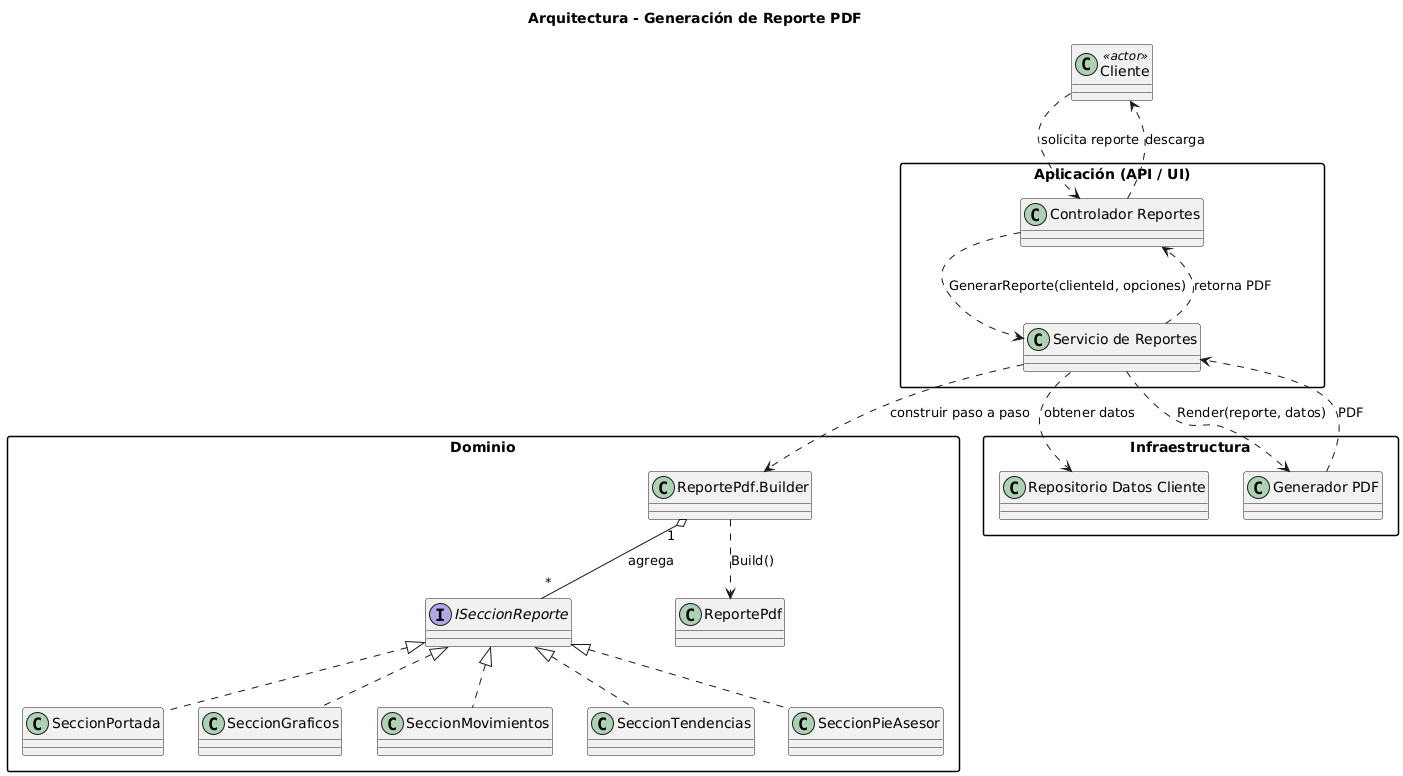 Arquitectura - Generación de Reporte PDF
«actor»
C Cliente
solicita reporte
descarga
Aplicación (API / UI)
C Controlador Reportes
GenerarReporte(clienteId, opciones)
retorna PDF
C Servicio de Reportes
construir paso a paso
obtener datos
Render(reporte, datos)
PDF
Dominio
Infraestructura
C ReportePdf.Builder
C Repositorio Datos Cliente
C Generador PDF
1
agrega
Build()
*
I ISeccionReporte
C ReportePdf
C SeccionPortada
C SeccionGraficos
C SeccionMovimientos
C SeccionTendencias
C SeccionPieAsesor